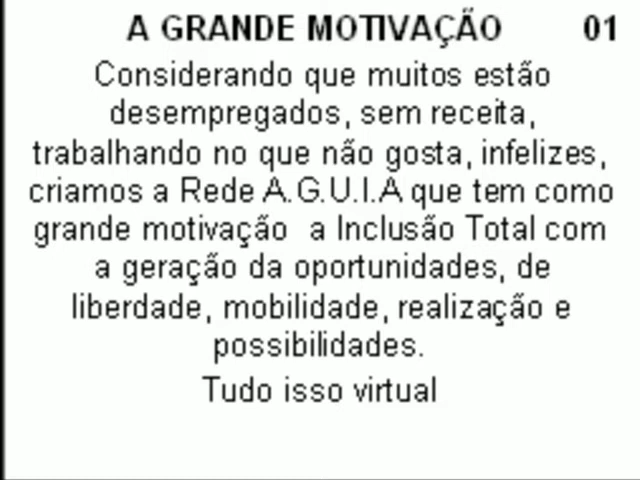 A GRANDE MOTIVAÇÃO 01
Considerando que muitos estão
desempregados, sem receita,
trabalhando no que não gosta, infelizes,
criamos a Rede A.G.U.I.A que tem como
grande motivação a Inclusão Total com
a geração da oportunidades, de
liberdade, mobilidade, realização e
possibilidades.
Tudo isso virtual